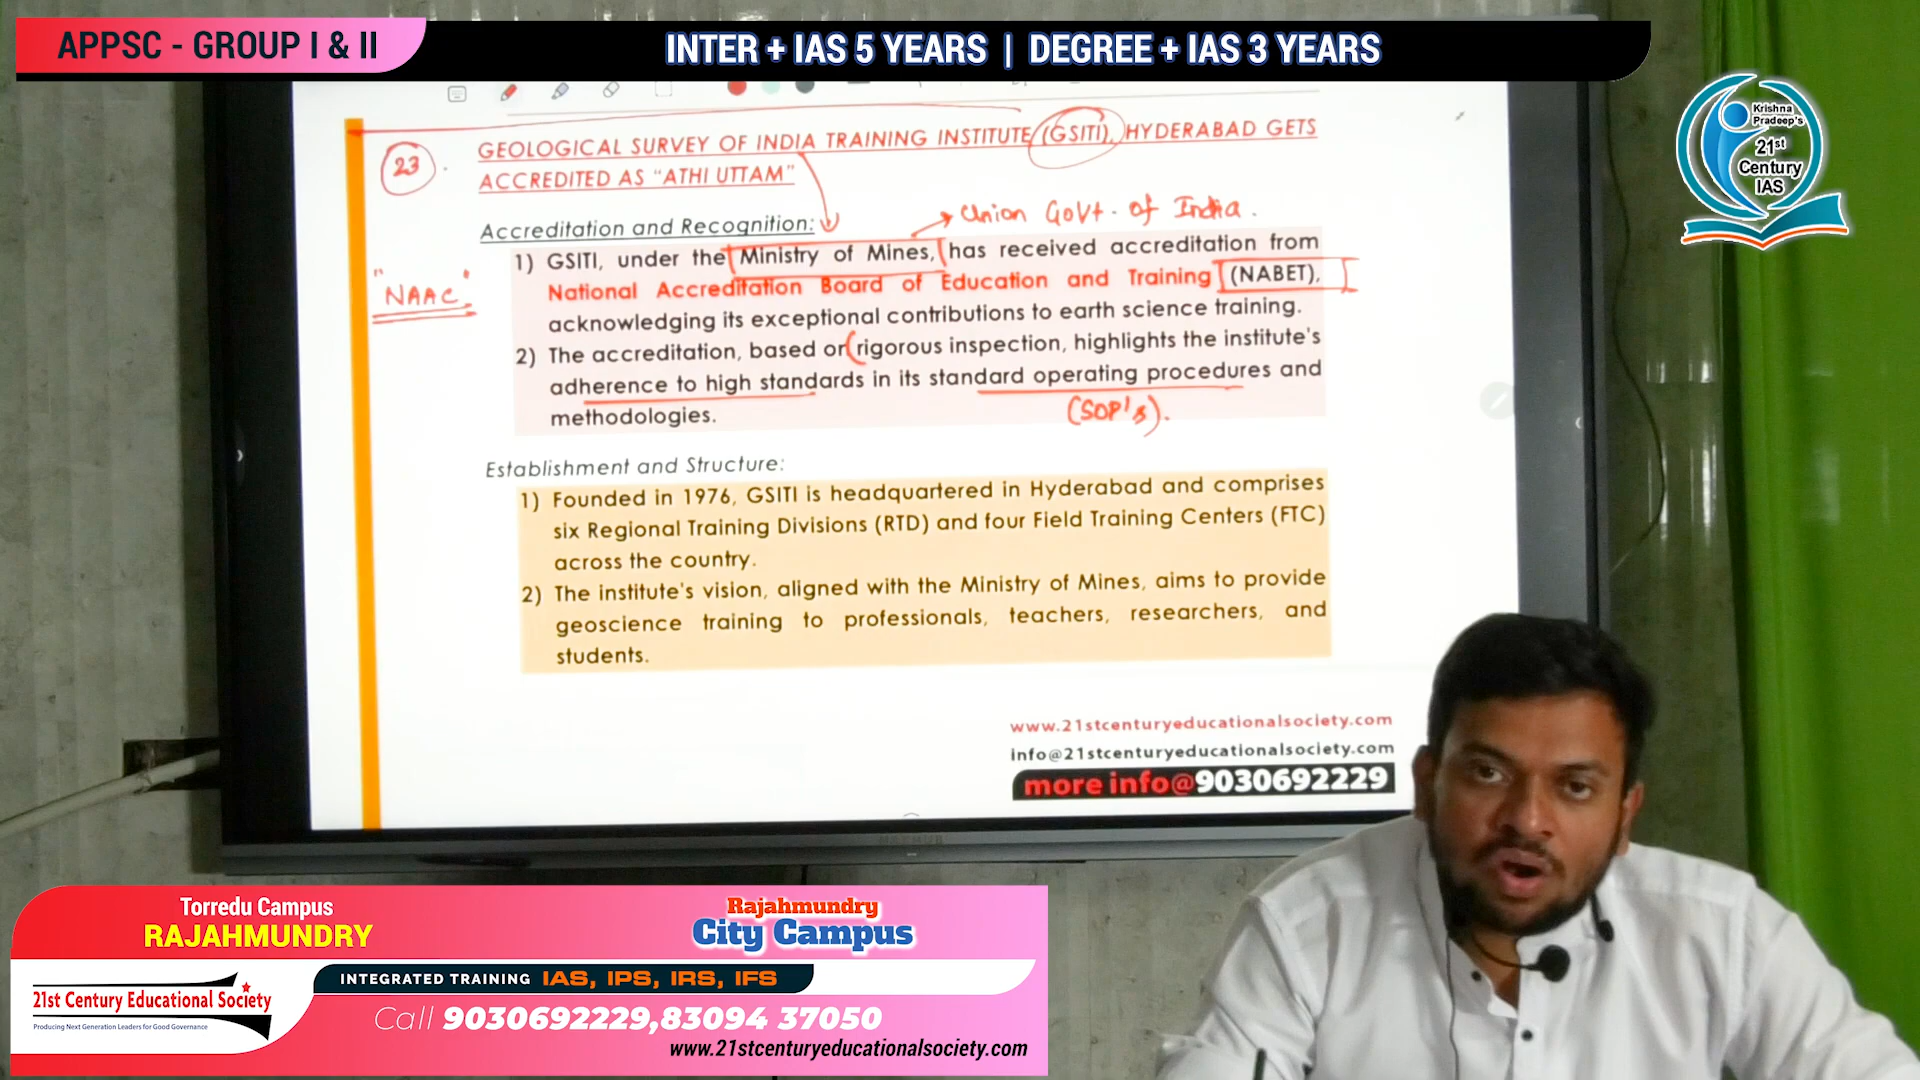 APPSC - GROUP I & II
INTER + IAS 5 YEARS | DEGREE + IAS 3 YEARS
Krishna
Pradeep's
21st
Century
IAS
23
GEOLOGICAL SURVEY OF INDIA TRAINING INSTITUTE (GSITI), HYDERABAD GETS
ACCREDITED AS "ATHI UTTAM"
Accreditation and Recognition:
Union Govt. of India.
1) GSITI, under the Ministry of Mines, has received accreditation from
National Accreditation Board of Education and Training (NABET),
"NAAC"
acknowledging its exceptional contributions to earth science training.
2) The accreditation, based on rigorous inspection, highlights the institute's
adherence to high standards in its standard operating procedures and
methodologies.
(SOP's).
Establishment and Structure:
1) Founded in 1976, GSITI is headquartered in Hyderabad and comprises
six Regional Training Divisions (RTD) and four Field Training Centers (FTC)
across the country.
2) The institute's vision, aligned with the Ministry of Mines, aims to provide
geoscience training to professionals, teachers, researchers, and
students.
www.21stcenturyeducationalsociety.com
info@21stcenturyeducationalsociety.com
more info@9030692229
Torredu Campus
RAJAHMUNDRY
Rajahmundry
City Campus
21st Century Educational Society
Producing Next Generation Leaders for Good Governance
INTEGRATED TRAINING IAS, IPS, IRS, IFS
Call 9030692229,83094 37050
www.21stcenturyeducationalsociety.com